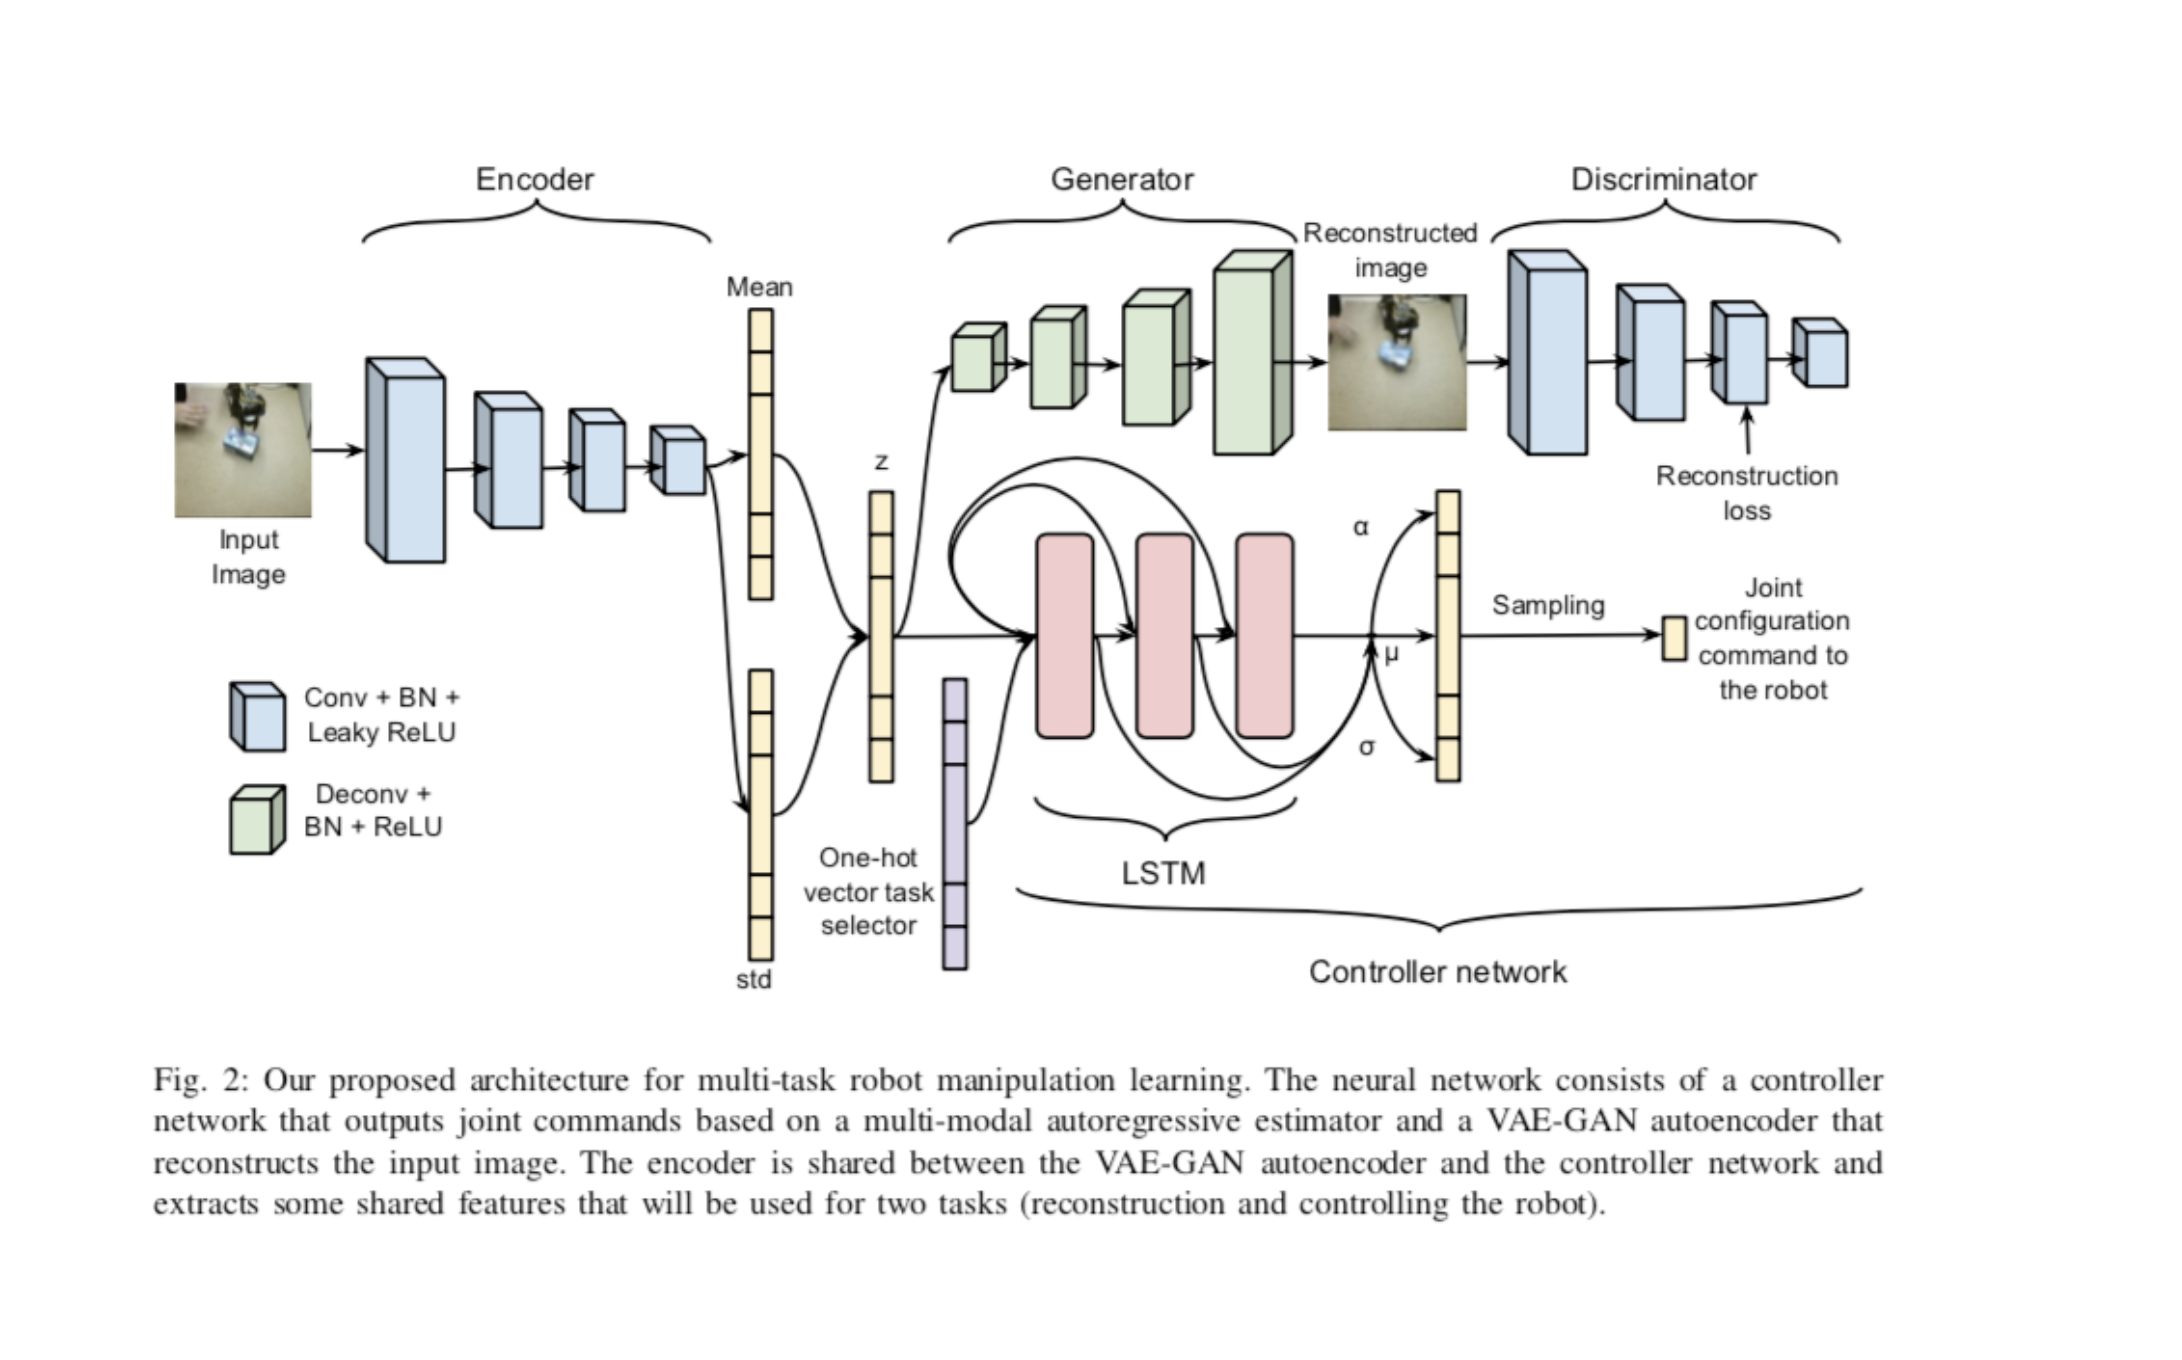 Encoder
Generator
Discriminator
Reconstructed
image
Mean
z
Input
Image
Reconstruction
loss
α
μ
σ
Sampling
Joint
configuration
command to
the robot
Conv + BN +
Leaky ReLU
Deconv +
BN + ReLU
One-hot
vector task
selector
std
LSTM
Controller network
Fig. 2: Our proposed architecture for multi-task robot manipulation learning. The neural network consists of a controller
network that outputs joint commands based on a multi-modal autoregressive estimator and a VAE-GAN autoencoder that
reconstructs the input image. The encoder is shared between the VAE-GAN autoencoder and the controller network and
extracts some shared features that will be used for two tasks (reconstruction and controlling the robot).